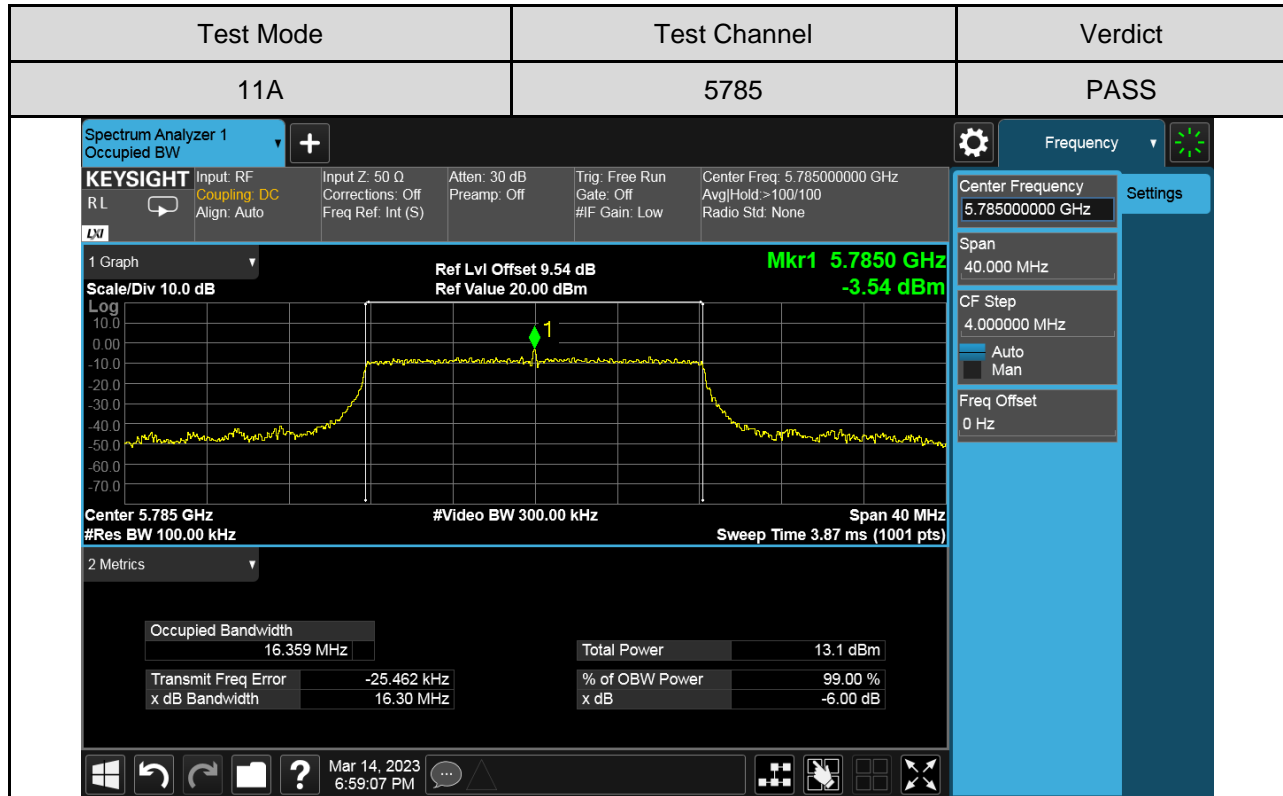 Test Mode Test Channel Verdict
11A 5785 PASS
Spectrum Analyzer 1
Occupied BW
+
Frequency
KEYSIGHT
R L
LXI
Input: RF
Coupling: DC
Align: Auto
Input Z: 50 Ω
Corrections: Off
Freq Ref: Int (S)
Atten: 30 dB
Preamp: Off
Trig: Free Run
Gate: Off
#IF Gain: Low
Center Freq: 5.785000000 GHz
Avg|Hold:>100/100
Radio Std: None
Center Frequency
5.785000000 GHz
Settings
Span
40.000 MHz
CF Step
4.000000 MHz
Auto
Man
Freq Offset
0 Hz
1 Graph
Scale/Div 10.0 dB
Ref Lvl Offset 9.54 dB
Ref Value 20.00 dBm
Mkr1 5.7850 GHz
-3.54 dBm
Log
10.0
0.00
-10.0
-20.0
-30.0
-40.0
-50.0
-60.0
-70.0
1
Center 5.785 GHz
#Res BW 100.00 kHz
#Video BW 300.00 kHz
Span 40 MHz
Sweep Time 3.87 ms (1001 pts)
2 Metrics
Occupied Bandwidth
16.359 MHz
Total Power 13.1 dBm
Transmit Freq Error -25.462 kHz
% of OBW Power 99.00 %
x dB Bandwidth 16.30 MHz
x dB -6.00 dB
?
Mar 14, 2023
6:59:07 PM